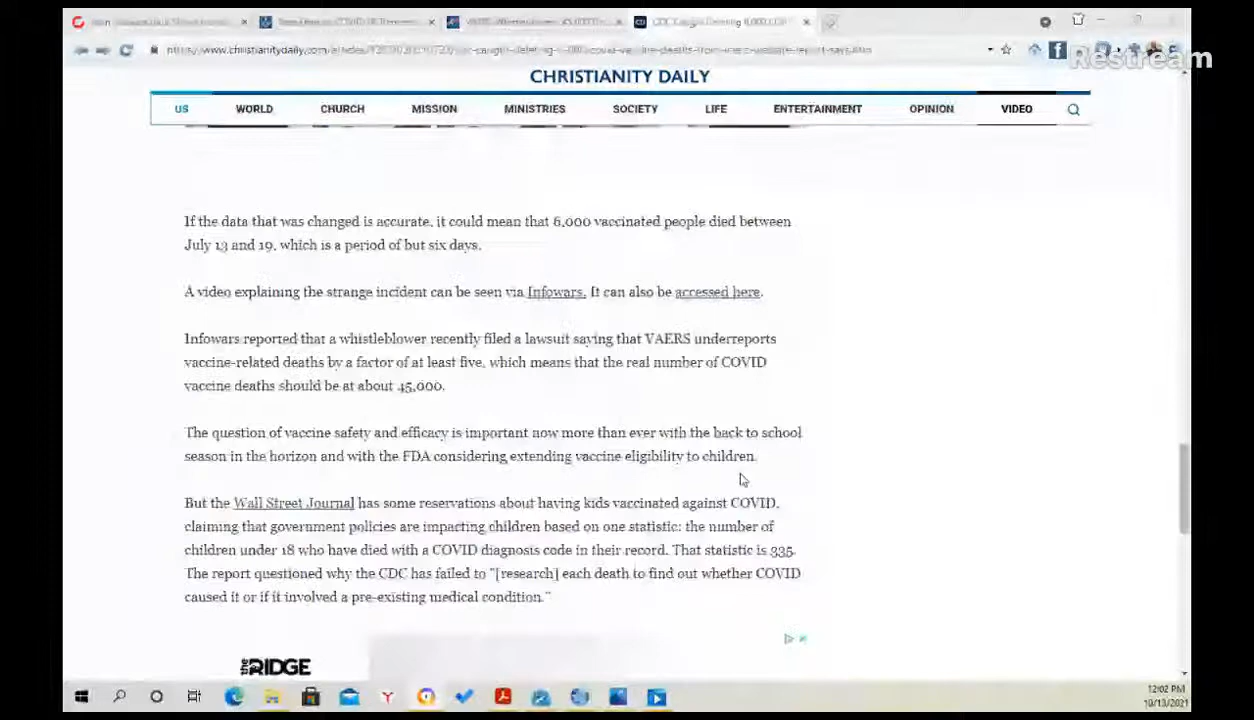 Restream
CHRISTIANITY DAILY
US WORLD CHURCH MISSION MINISTRIES SOCIETY LIFE ENTERTAINMENT OPINION VIDEO
If the data that was changed is accurate, it could mean that 6,000 vaccinated people died between
July 13 and 19, which is a period of but six days.
A video explaining the strange incident can be seen via Infowars. It can also be accessed here.
Infowars reported that a whistleblower recently filed a lawsuit saying that VAERS underreports
vaccine-related deaths by a factor of at least five, which means that the real number of COVID
vaccine deaths should be at about 45,000.
The question of vaccine safety and efficacy is important now more than ever with the back to school
season in the horizon and with the FDA considering extending vaccine eligibility to children.
But the Wall Street Journal has some reservations about having kids vaccinated against COVID,
claiming that government policies are impacting children based on one statistic: the number of
children under 18 who have died with a COVID diagnosis code in their record. That statistic is 335.
The report questioned why the CDC has failed to "[research] each death to find out whether COVID
caused it or if it involved a pre-existing medical condition."
the RIDGE
12:02 PM
10/13/2021